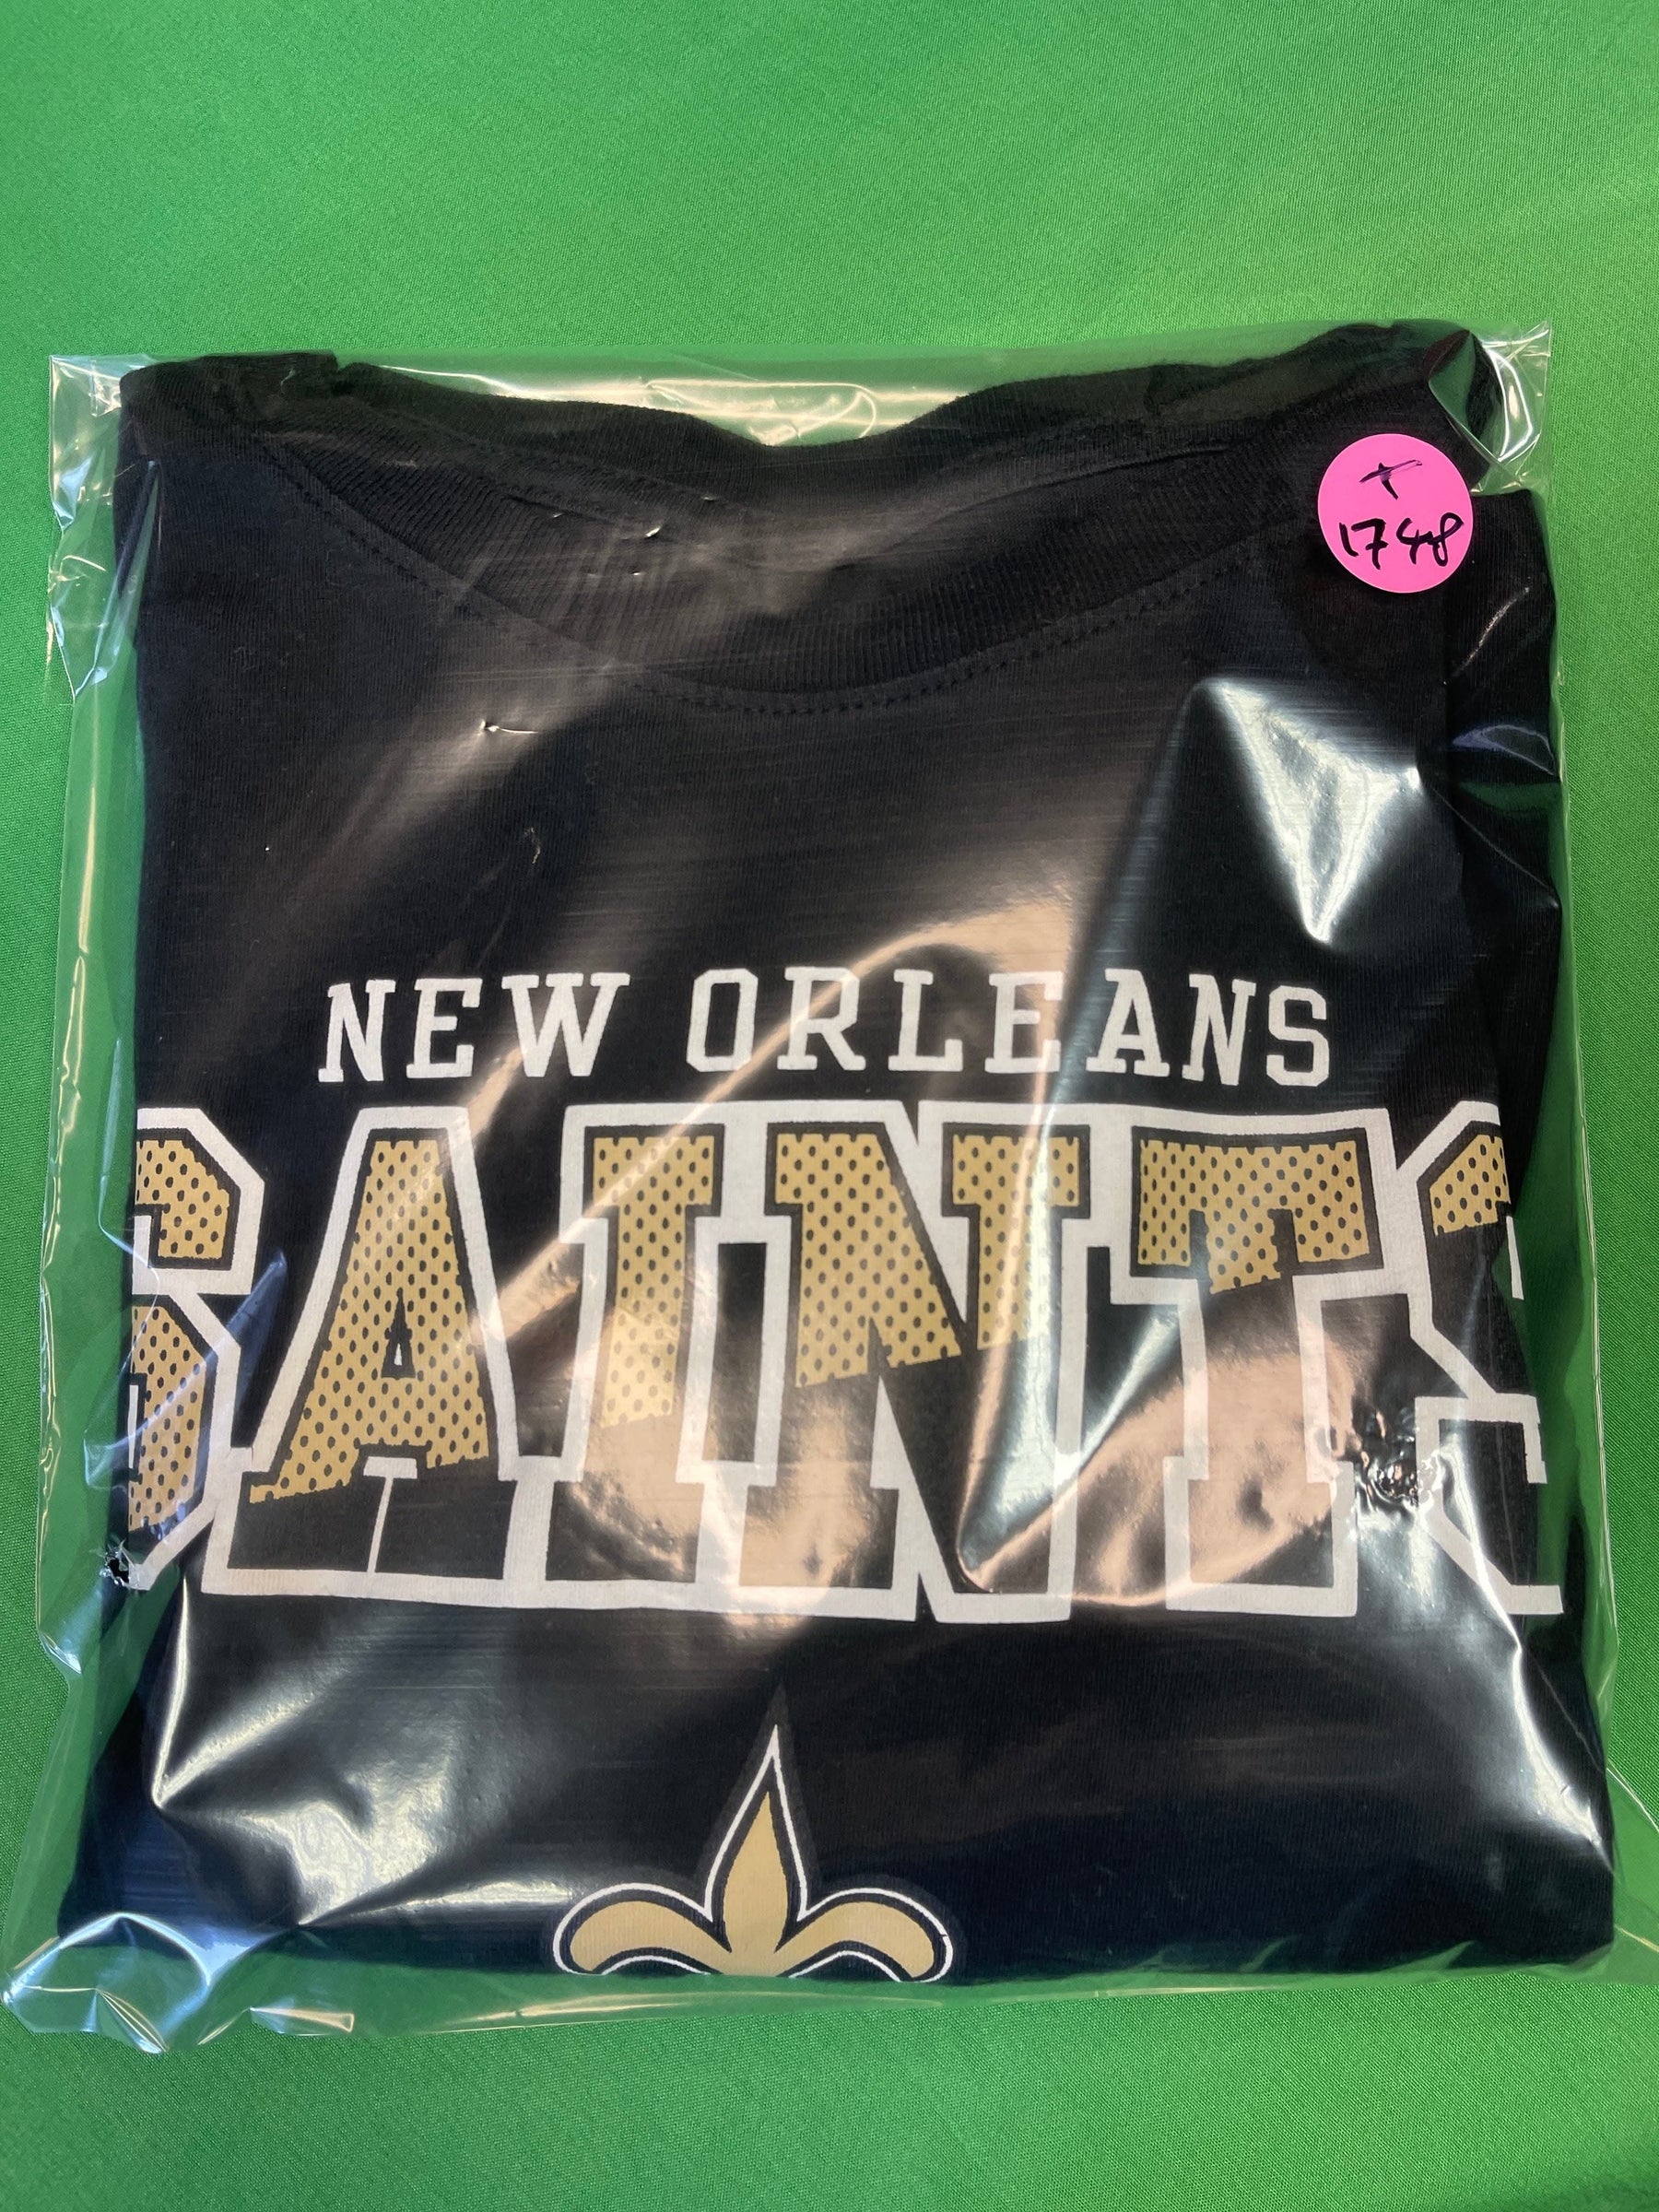 T
1748
NEW ORLEANS
SAINTS